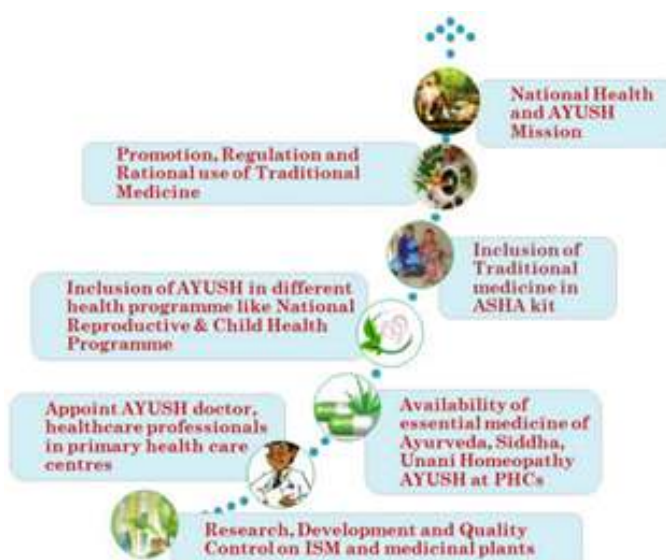 National Health
and AYUSH
Mission
Promotion, Regulation and
Rational use of Traditional
Medicine
Inclusion of
Traditional
medicine in
ASHA kit
Inclusion of AYUSH in different
health programme like National
Reproductive & Child Health
Programme
Appoint AYUSH doctor,
healthcare professionals
in primary health care
centres
Availability of
essential medicine of
Ayurveda, Siddha,
Unani Homeopathy
AYUSH at PHCs
Research, Development and Quality
Control on ISM and medicinal plants